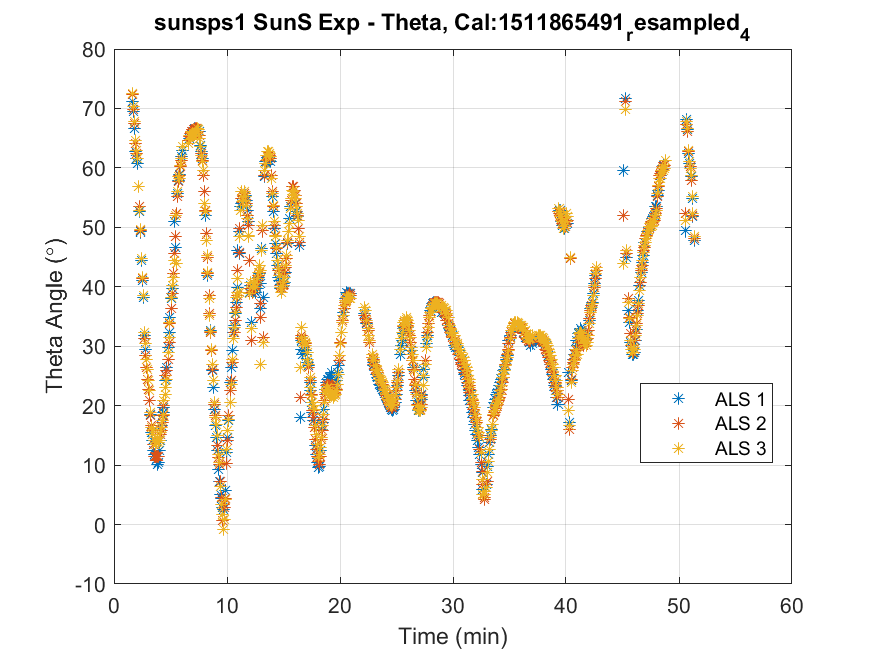 sunsps1 SunS Exp - Theta, Cal:1511865491resampled4
80
70
60
50
40
30
20
10
0
-10
Theta Angle (°)
ALS 1
ALS 2
ALS 3
0 10 20 30 40 50 60
Time (min)